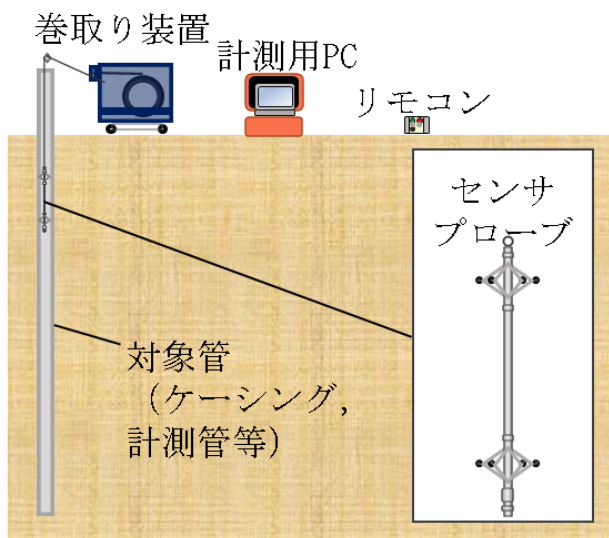 巻取り装置
計測用PC
リモコン
センサ
プローブ
対象管
（ケーシング,
計測管等）